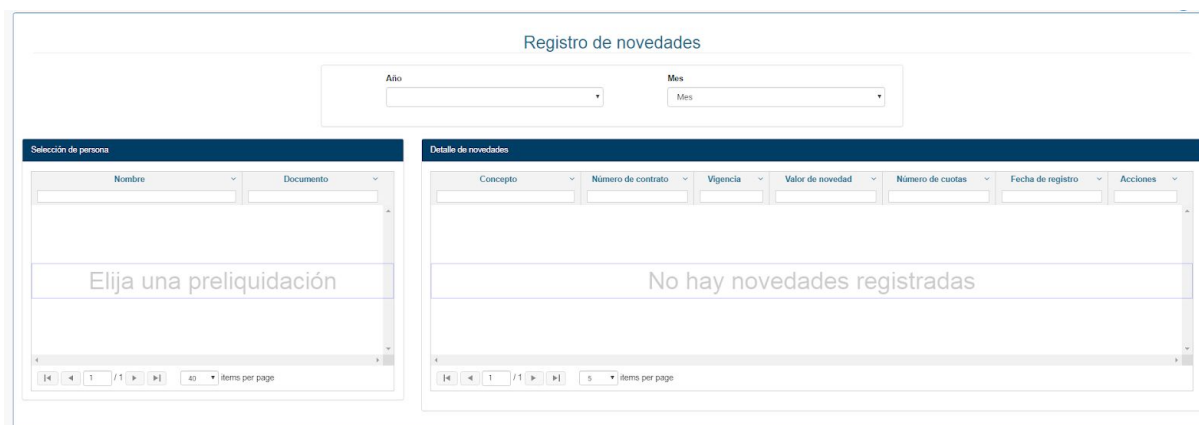 Registro de novedades
Año Mes
Mes
Selección de persona
Nombre Documento
Elija una preliquidación
1 / 1 40 items per page
Detalle de novedades
Concepto Número de contrato Vigencia Valor de novedad Número de cuotas Fecha de registro Acciones
No hay novedades registradas
1 / 1 5 items per page